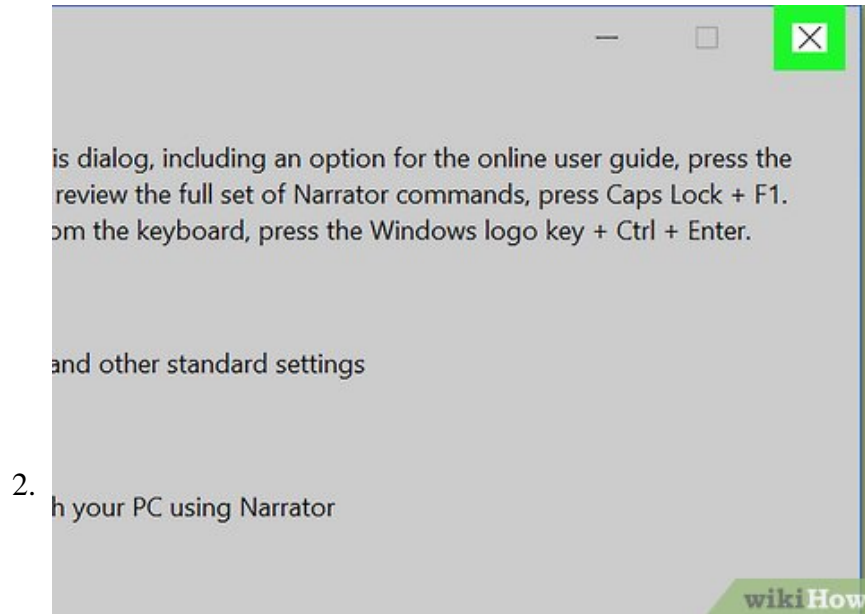 is dialog, including an option for the online user guide, press the
review the full set of Narrator commands, press Caps Lock + F1.
om the keyboard, press the Windows logo key + Ctrl + Enter.
and other standard settings
2.
h your PC using Narrator
wikiHow